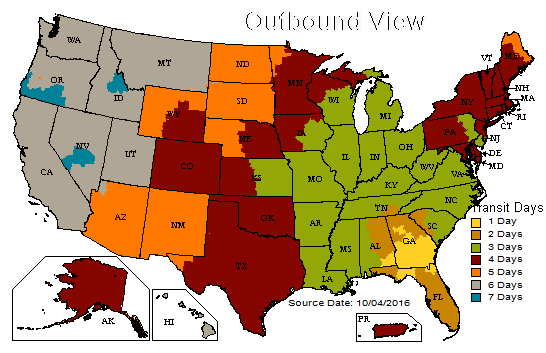 Outbound View
WA
MT
ND
MN
VT
ME
OR
ID
SD
WI
NH
MA
WY
MI
NY
RI
CT
IA
PA
NE
NJ
NV
UT
IL
IN
OH
DE
MD
CO
KS
MO
WV
VA
CA
KY
NC
Transit Days
TN
AZ
NM
OK
AR
SC
1 Day
2 Days
MS
AL
GA
3 Days
TX
LA
4 Days
5 Days
FL
6 Days
7 Days
Source Date: 10/04/2016
AK
HI
PR